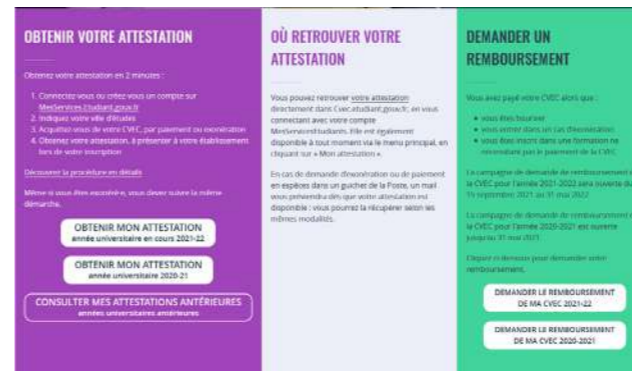 OBTENIR VOTRE ATTESTATION
Obtenez votre attestation en 2 minutes :
1. Connectez vous ou créez vous un compte sur
MesServices.Etudiant.gouv.fr
2. Indiquez votre ville d'études
3. Acquittez-vous de votre CVEC, par paiement ou exonération
4. Obtenez votre attestation, à présenter à votre établissement
lors de votre inscription
Découvrir la procédure en détails
Même si vous êtes exonéré·e, vous devez suivre la même
démarche.
OBTENIR MON ATTESTATION
année universitaire en cours 2021-22
OBTENIR MON ATTESTATION
année universitaire 2020-21
CONSULTER MES ATTESTATIONS ANTÉRIEURES
années universitaires antérieures
OÙ RETROUVER VOTRE
ATTESTATION
Vous pouvez retrouver votre attestation
directement dans Cvec.etudiant.gouv.fr, en vous
connectant avec votre compte
MesServicesEtudiants. Elle est également
disponible à tout moment via le menu principal, en
cliquant sur « Mon attestation ».
En cas de demande d'exonération ou de paiement
en espèces dans un guichet de la Poste, un mail
vous préviendra dès que votre attestation est
disponible : vous pourrez la récupérer selon les
mêmes modalités.
DEMANDER UN
REMBOURSEMENT
Vous avez payé votre CVEC alors que :
vous êtes boursier
vous entrez dans un cas d'exonération
vous êtes inscrit dans une formation ne
nécessitant pas le paiement de la CVEC
La campagne de demande de remboursement
la CVEC pour l'année 2021-2022 sera ouverte du
15 septembre 2021 au 31 mai 2022
La campagne de demande de remboursement
la CVEC pour l'année 2020-2021 est ouverte
jusqu'au 31 mai 2021.
Cliquez ci-dessous pour demander votre
remboursement.
DEMANDER LE REMBOURSEMENT
DE MA CVEC 2021-22
DEMANDER LE REMBOURSEMENT
DE MA CVEC 2020-2021